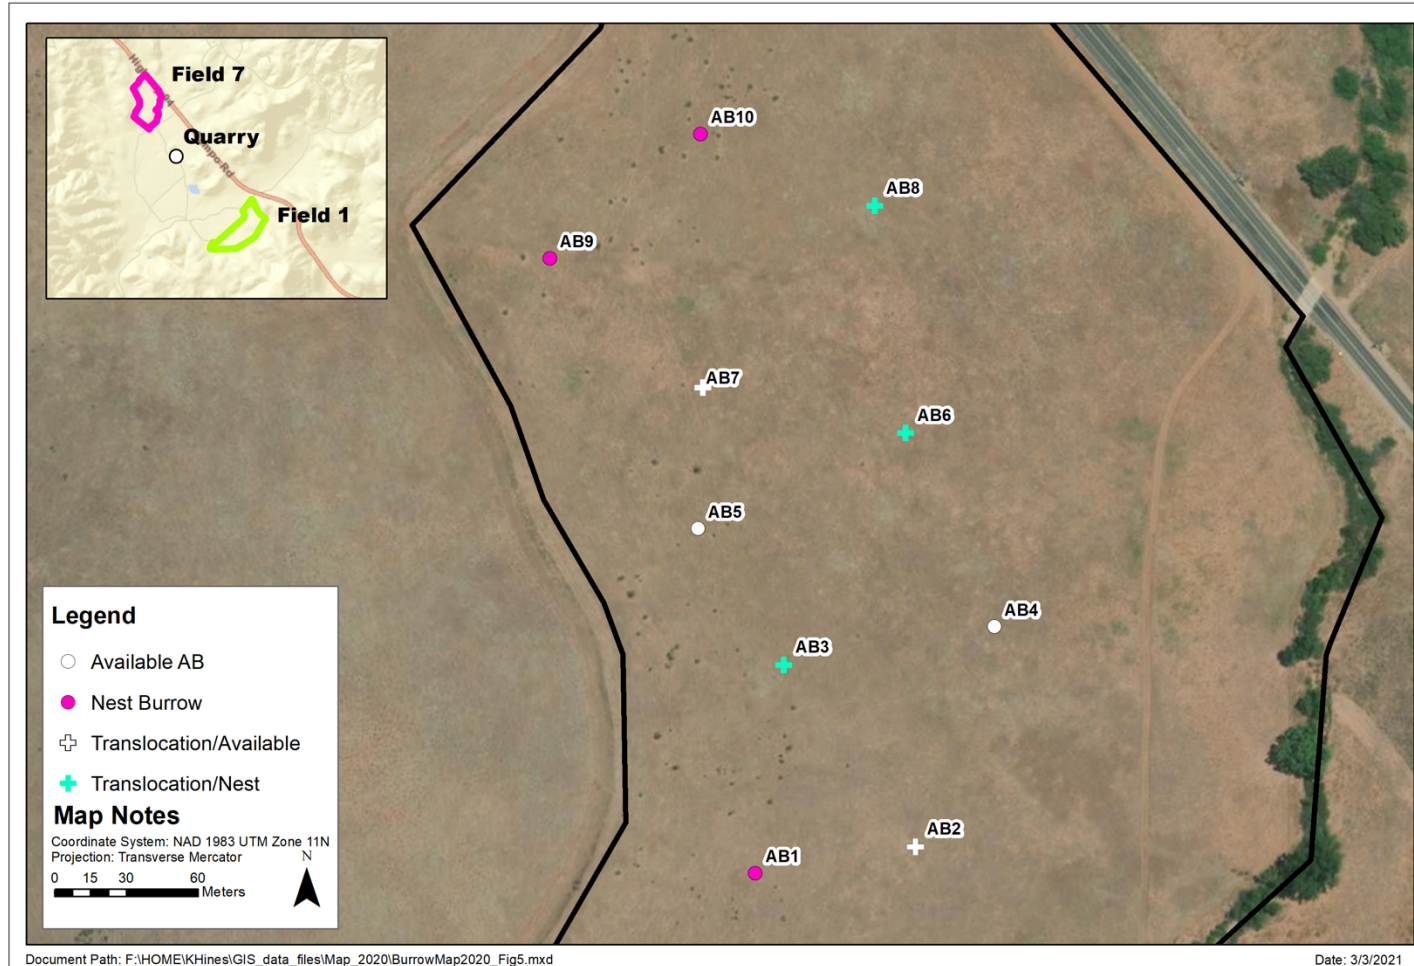 Field 7
Quarry
Field 1
AB10
AB8
AB9
AB7
AB6
AB5
AB4
AB3
AB2
AB1
Legend
Available AB
Nest Burrow
Translocation/Available
Translocation/Nest
Map Notes
Coordinate System: NAD 1983 UTM Zone 11N
Projection: Transverse Mercator
N
0 15 30 60
Meters
Document Path: F:\HOME\KHines\GIS_data_files\Map_2020\BurrowMap2020_Fig5.mxd
Date: 3/3/2021